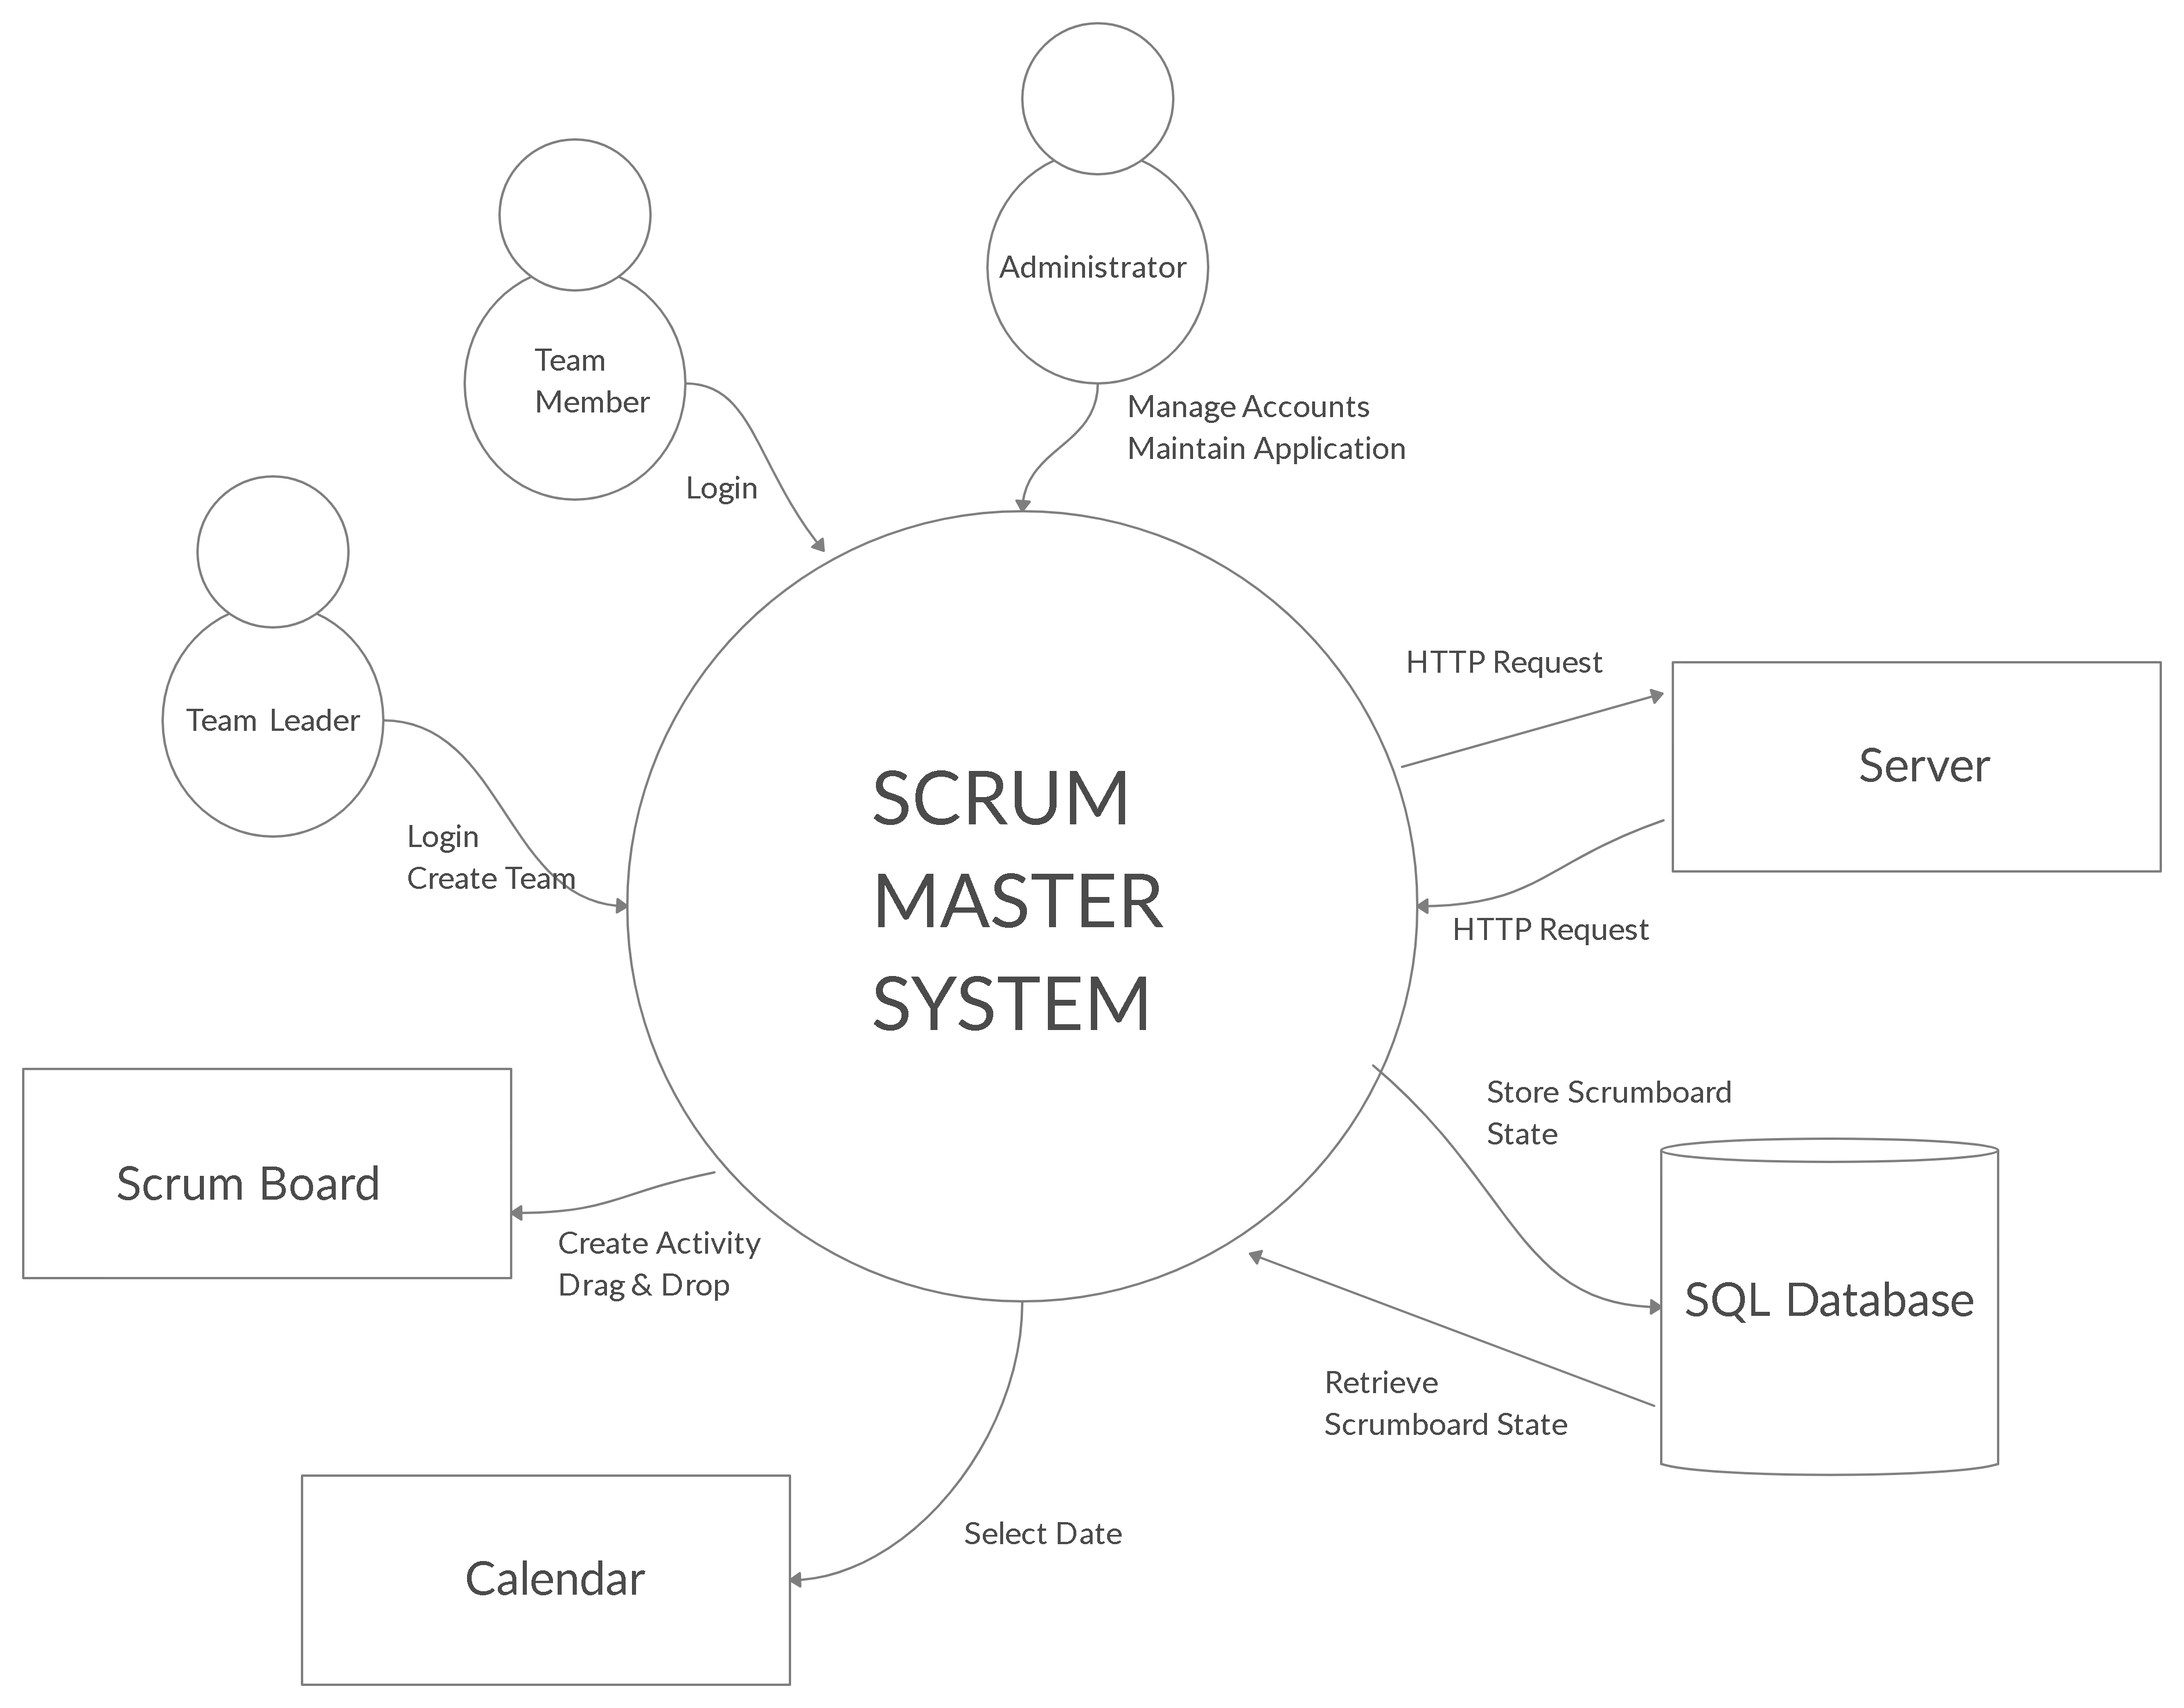 Administrator
Team
Member
Manage Accounts
Maintain Application
Login
Team Leader
HTTP Request
Server
Login
Create Team
SCRUM
MASTER
SYSTEM
HTTP Request
Store Scrumboard
State
Scrum Board
Create Activity
Drag & Drop
SQL Database
Retrieve
Scrumboard State
Select Date
Calendar